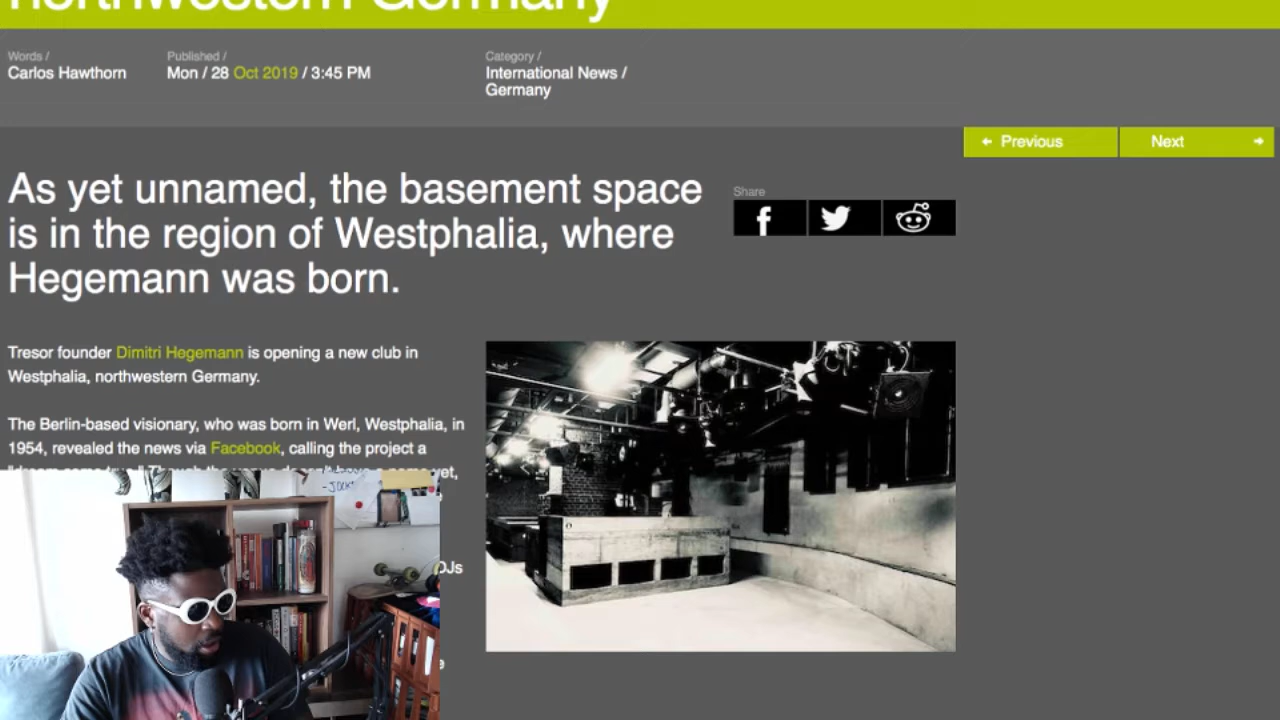 northwestern Germany
Words /
Carlos Hawthorn
Published /
Mon / 28 Oct 2019 / 3:45 PM
Category /
International News /
Germany
Previous
Next
As yet unnamed, the basement space
is in the region of Westphalia, where
Hegemann was born.
Share
Tresor founder Dimitri Hegemann is opening a new club in
Westphalia, northwestern Germany.
The Berlin-based visionary, who was born in Werl, Westphalia, in
1954, revealed the news via Facebook, calling the project a
DJs